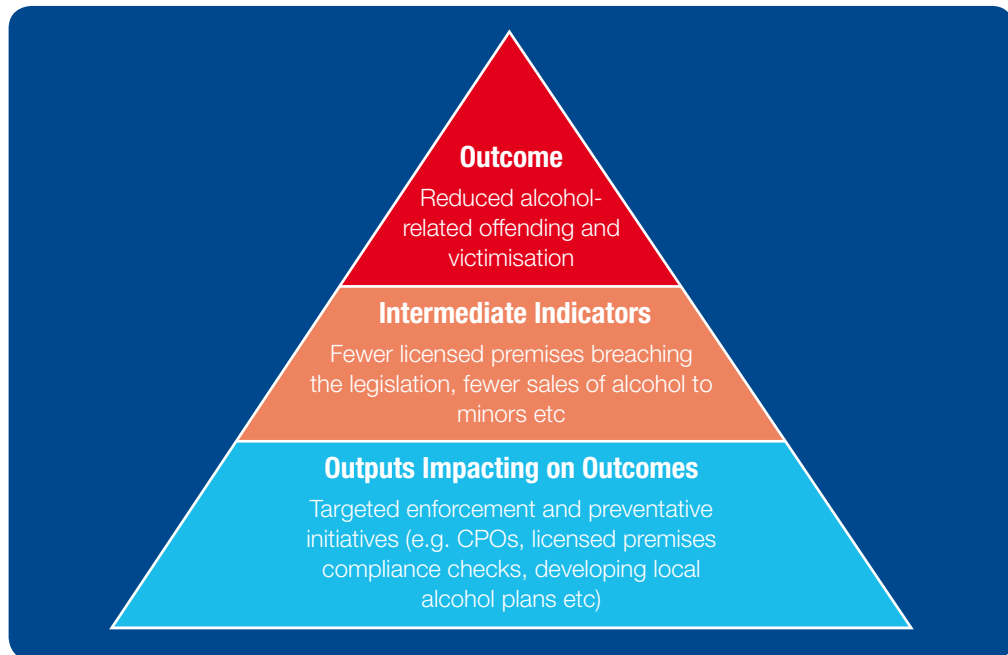 Outcome
Reduced alcohol-
related offending and
victimisation
Intermediate Indicators
Fewer licensed premises breaching
the legislation, fewer sales of alcohol to
minors etc
Outputs Impacting on Outcomes
Targeted enforcement and preventative
initiatives (e.g. CPOs, licensed premises
compliance checks, developing local
alcohol plans etc)